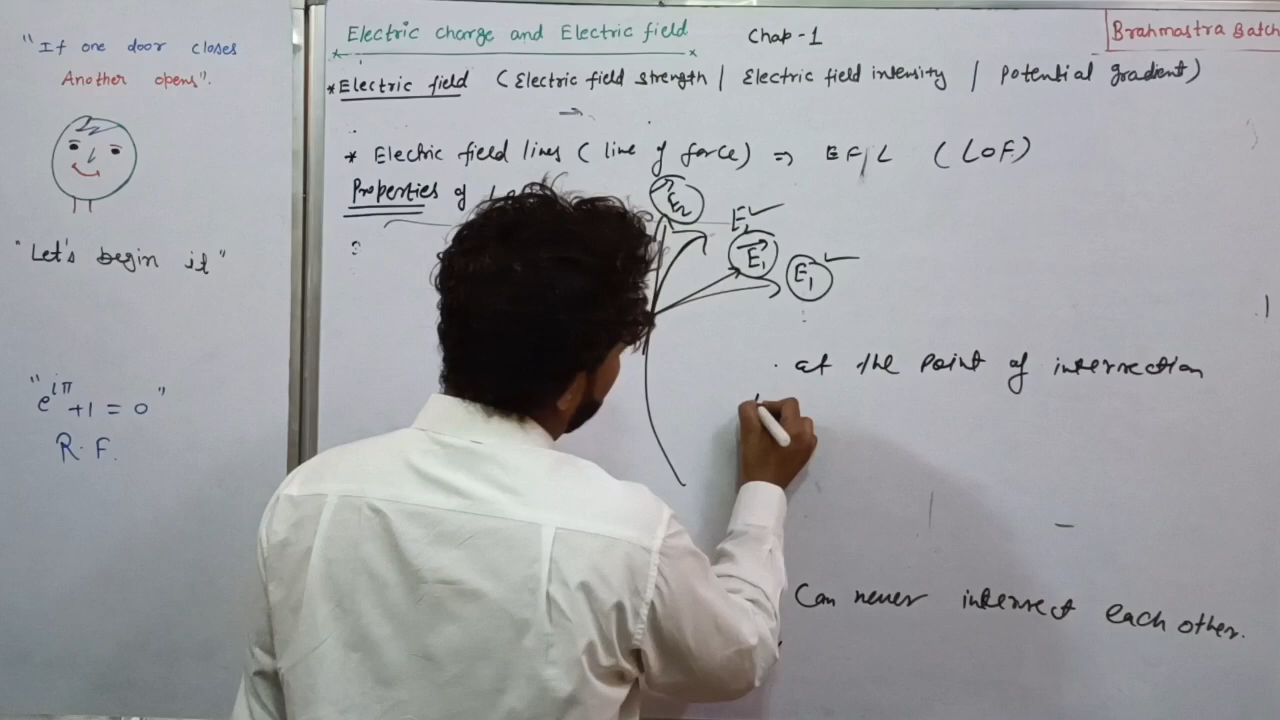 "If one door closes
Another opens".
"Let's begin it"
"e^iπ +1 = 0"
R. F.
Electric charge and Electric field
Chap-1
Brahmastra Batch
* Electric field (Electric field strength | Electric field intensity | Potential gradient)
* Electric field lines (line of force) ⇒ EF/L (LOF)
Properties of
E₂
E₁ ✓
E₁
E₁ ✓
at the point of intersection
Can never intersect each other.